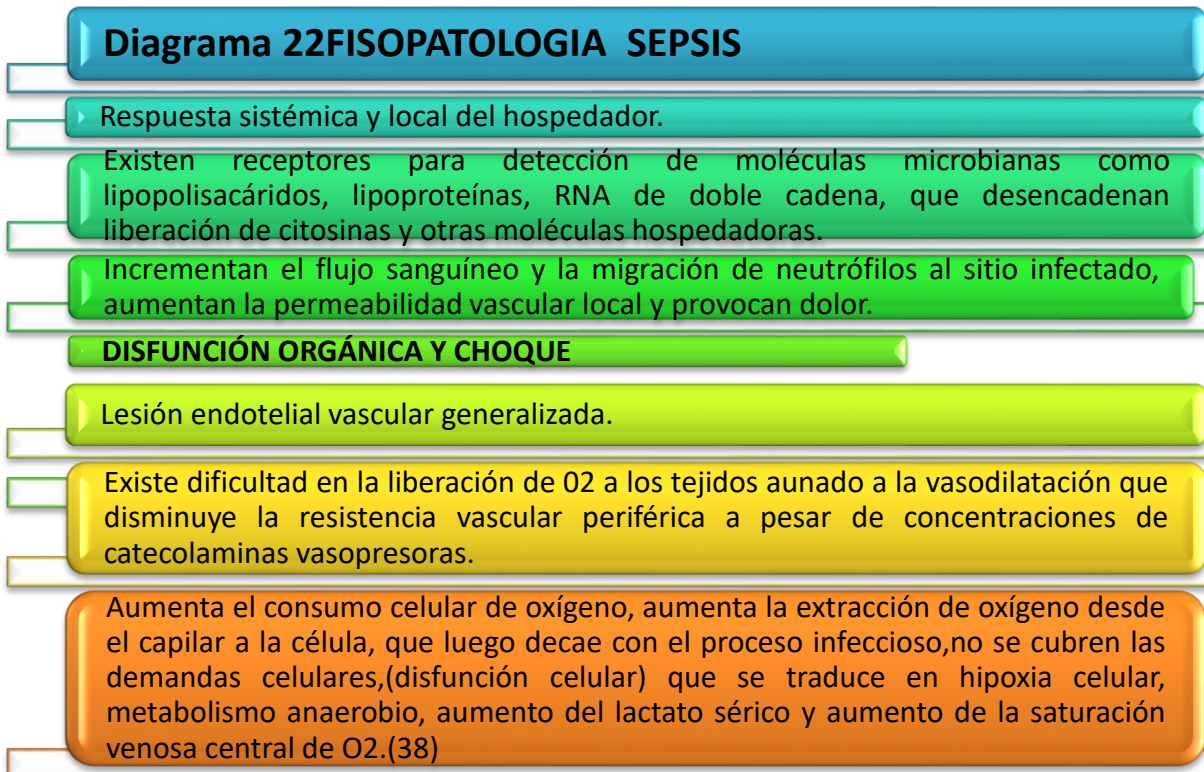 Diagrama 22FISOPATOLOGIA SEPSIS
Respuesta sistémica y local del hospedador.
Existen receptores para detección de moléculas microbianas como
lipopolisacáridos, lipoproteínas, RNA de doble cadena, que desencadenan
liberación de citosinas y otras moléculas hospedadoras.
Incrementan el flujo sanguíneo y la migración de neutrófilos al sitio infectado,
aumentan la permeabilidad vascular local y provocan dolor.
DISFUNCIÓN ORGÁNICA Y CHOQUE
Lesión endotelial vascular generalizada.
Existe dificultad en la liberación de 02 a los tejidos aunado a la vasodilatación que
disminuye la resistencia vascular periférica a pesar de concentraciones de
catecolaminas vasopresoras.
Aumenta el consumo celular de oxígeno, aumenta la extracción de oxígeno desde
el capilar a la célula, que luego decae con el proceso infeccioso,no se cubren las
demandas celulares,(disfunción celular) que se traduce en hipoxia celular,
metabolismo anaerobio, aumento del lactato sérico y aumento de la saturación
venosa central de O2.(38)